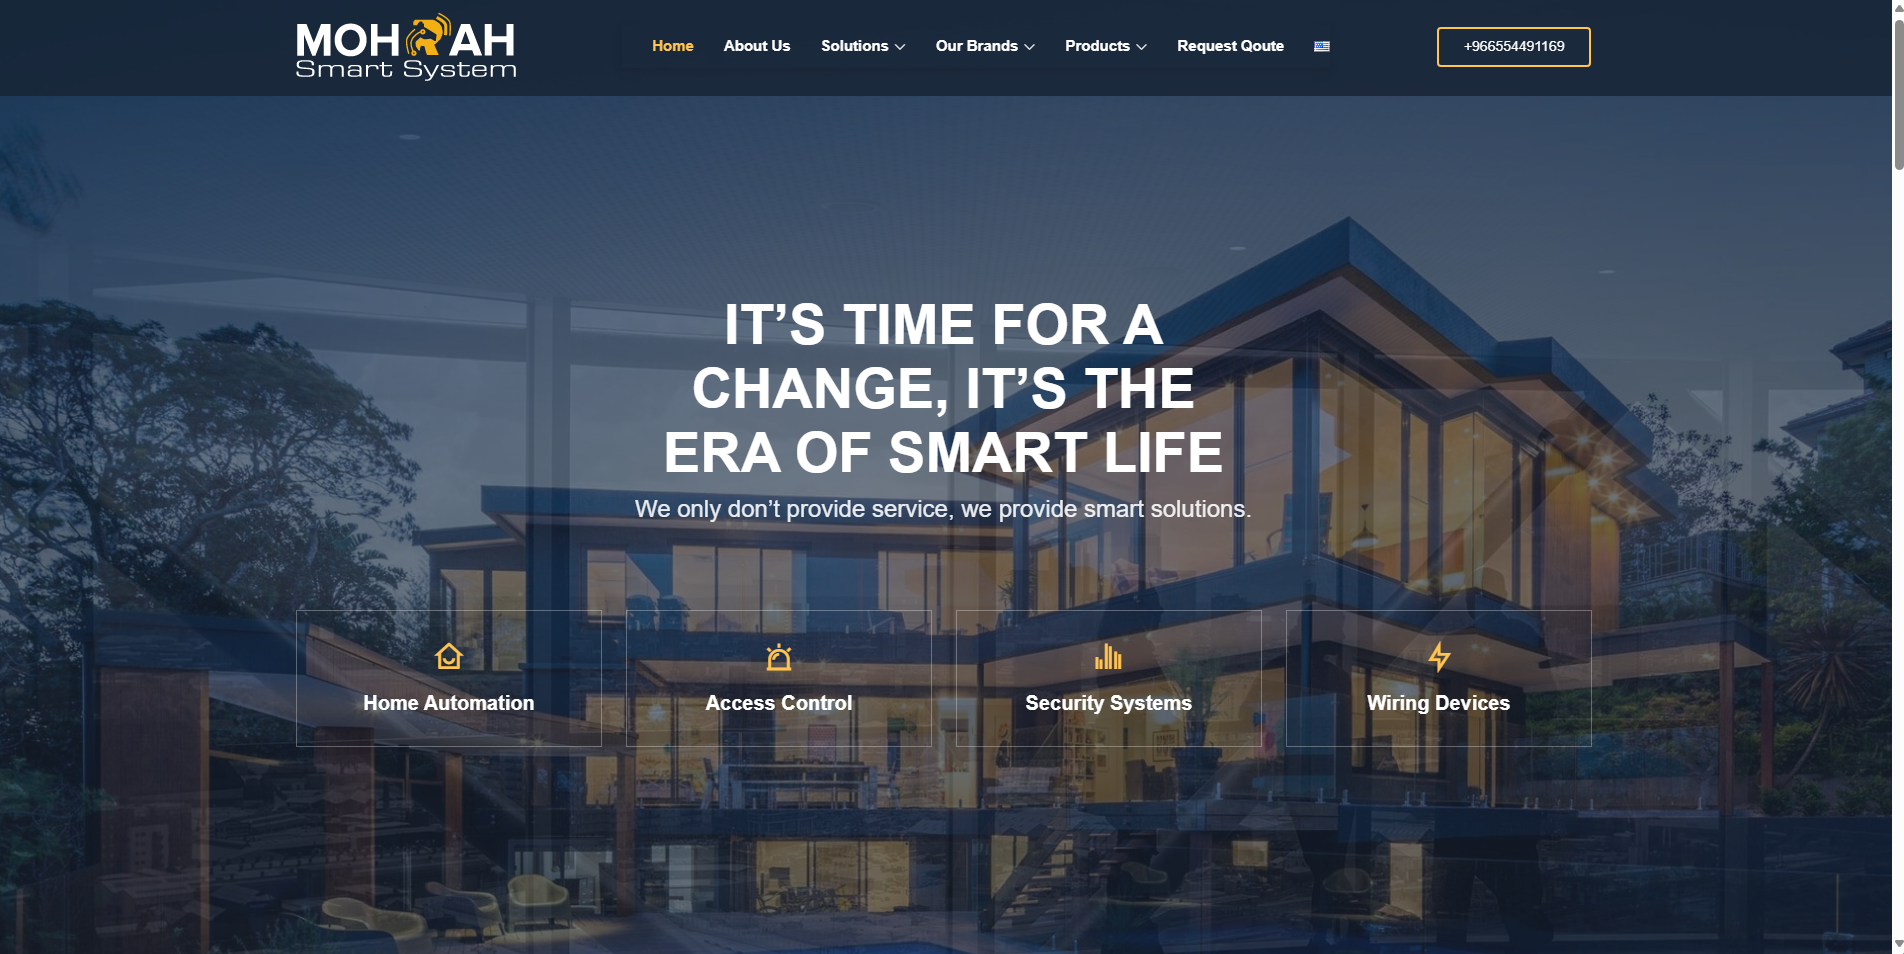 MOHRAH
Smart System
Home
About Us
Solutions
Our Brands
Products
Request Qoute
+966554491169
IT’S TIME FOR A
CHANGE, IT’S THE
ERA OF SMART LIFE
We only don’t provide service, we provide smart solutions.
Home Automation
Access Control
Security Systems
Wiring Devices